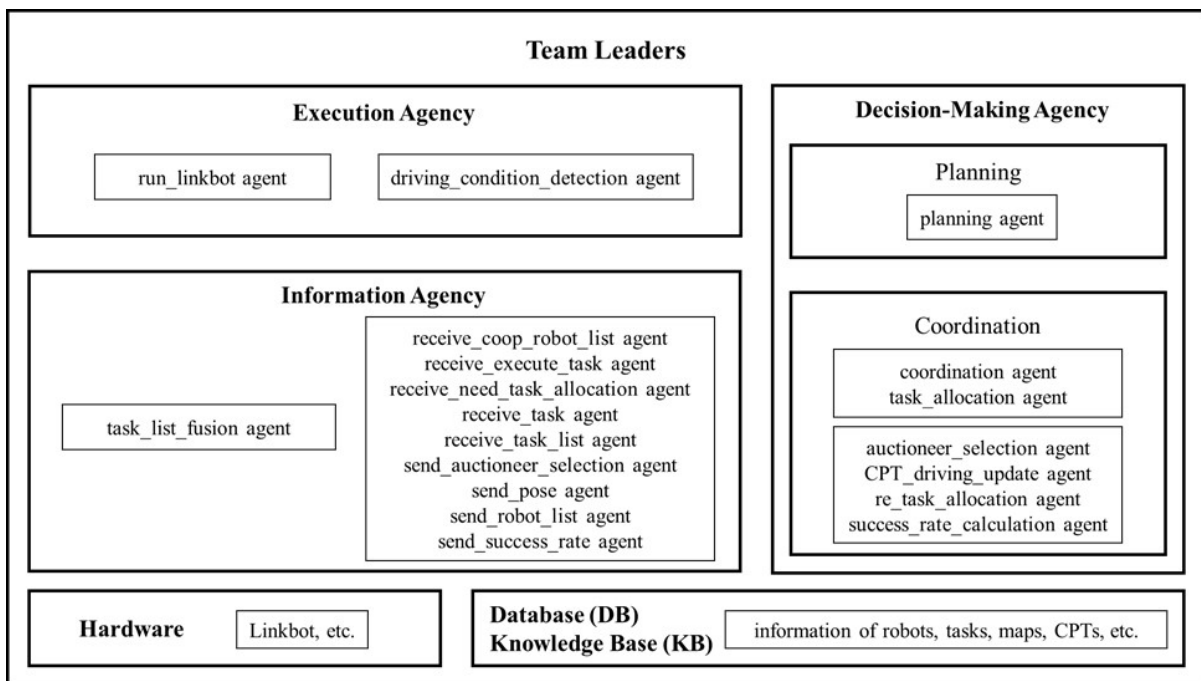 Team Leaders
Execution Agency
run_linkbot agent
driving_condition_detection agent
Information Agency
task_list_fusion agent
receive_coop_robot_list agent
receive_execute_task agent
receive_need_task_allocation agent
receive_task agent
receive_task_list agent
send_auctioneer_selection agent
send_pose agent
send_robot_list agent
send_success_rate agent
Decision-Making Agency
Planning
planning agent
Coordination
coordination agent
task_allocation agent
auctioneer_selection agent
CPT_driving_update agent
re_task_allocation agent
success_rate_calculation agent
Hardware
Linkbot, etc.
Database (DB)
Knowledge Base (KB)
information of robots, tasks, maps, CPTs, etc.